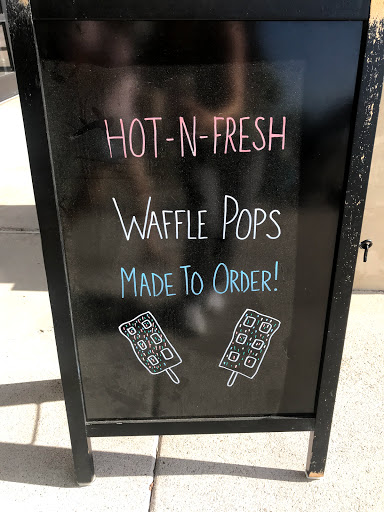 HOT-N-FRESH
WAFFLE POPS
MADE TO ORDER!